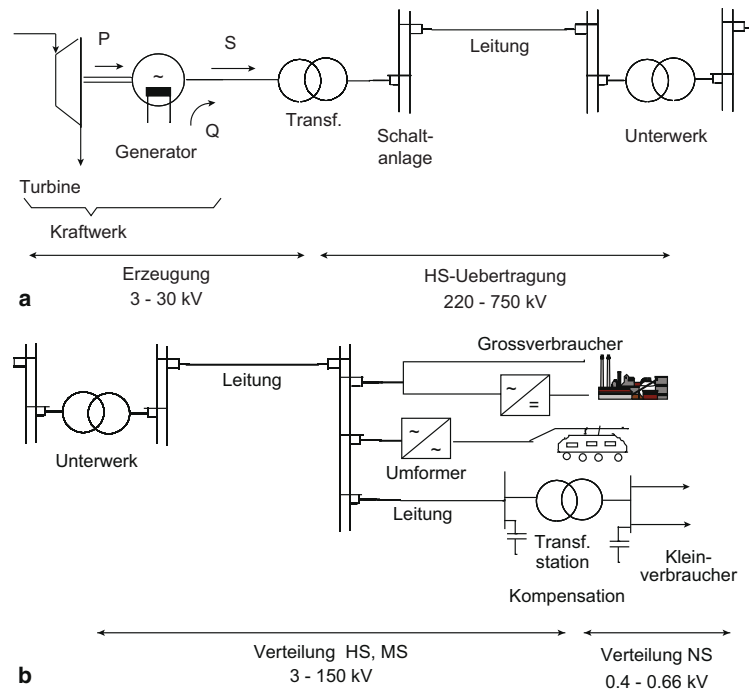 P
S
Leitung
~
Q
Transf.
Generator
Schalt-
anlage
Unterwerk
Turbine
Kraftwerk
Erzeugung
3 - 30 kV
HS-Uebertragung
220 - 750 kV
a
Grossverbraucher
Leitung
~
=
Unterwerk
~
~
Umformer
Leitung
Transf.
station
Klein-
verbraucher
Kompensation
Verteilung HS, MS
3 - 150 kV
Verteilung NS
0.4 - 0.66 kV
b